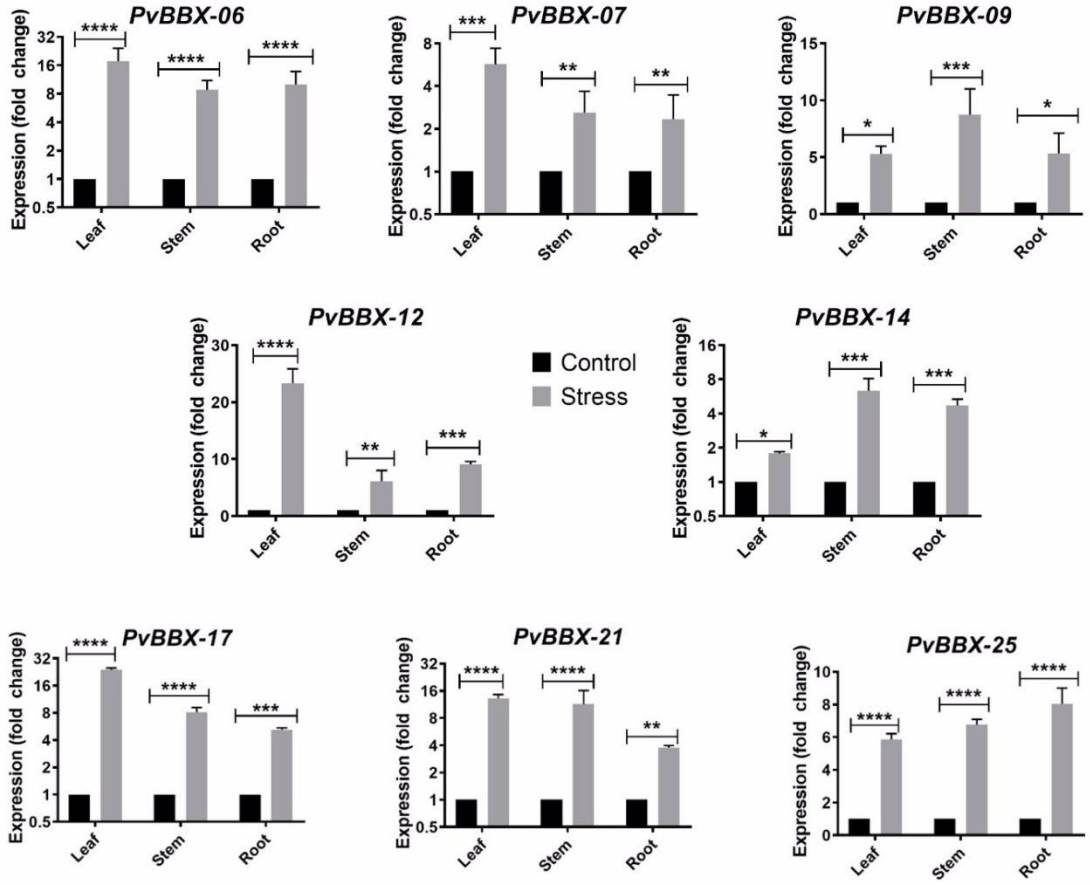 PvBBX-06
Expression (fold change)
32
16
8
4
2
1
0.5
****
****
****
Leaf
Stem
Root
PvBBX-07
Expression (fold change)
8
4
2
1
0.5
***
**
**
Leaf
Stem
Root
PvBBX-09
Expression (fold change)
15
10
5
0
*
***
*
Leaf
Stem
Root
PvBBX-12
Expression (fold change)
30
20
10
0
****
**
***
Leaf
Stem
Root
Control
Stress
PvBBX-14
Expression (fold change)
16
8
4
2
1
0.5
*
***
***
Leaf
Stem
Root
PvBBX-17
Expression (fold change)
32
16
8
4
2
1
0.5
****
****
***
Leaf
Stem
Root
PvBBX-21
Expression (fold change)
32
16
8
4
2
1
0.5
****
****
**
Leaf
Stem
Root
PvBBX-25
Expression (fold change)
10
8
6
4
2
0
****
****
****
Leaf
Stem
Root